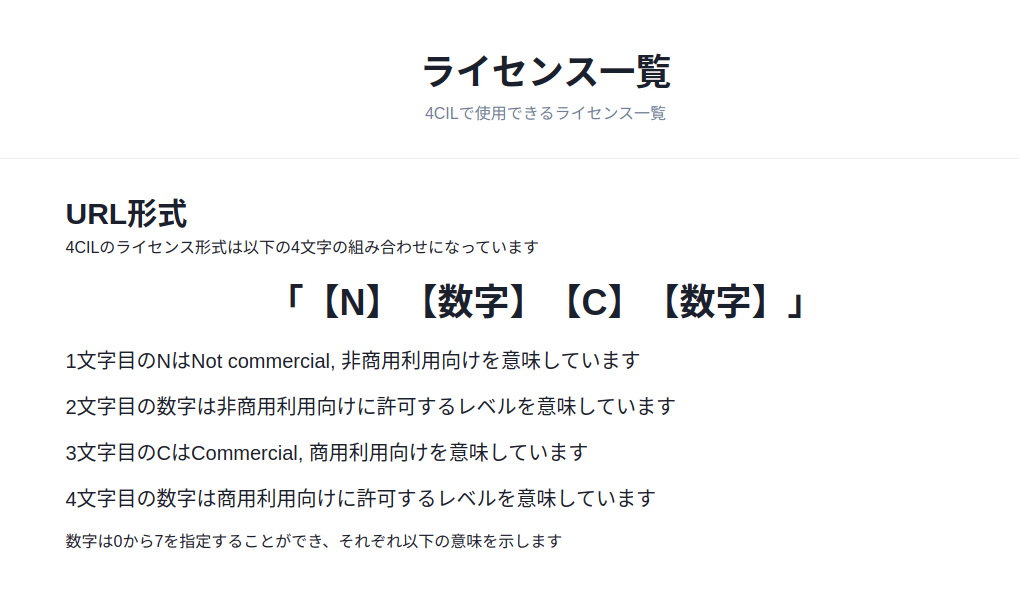 ライセンス一覧
4CILで使用できるライセンス一覧
URL形式
4CILのライセンス形式は以下の4文字の組み合わせになっています
「【N】【数字】【C】【数字】」
1文字目のNはNot commercial, 非商用利用向けを意味しています
2文字目の数字は非商用利用向けに許可するレベルを意味しています
3文字目のCはCommercial, 商用利用向けを意味しています
4文字目の数字は商用利用向けに許可するレベルを意味しています
数字は0から7を指定することができ、それぞれ以下の意味を示します